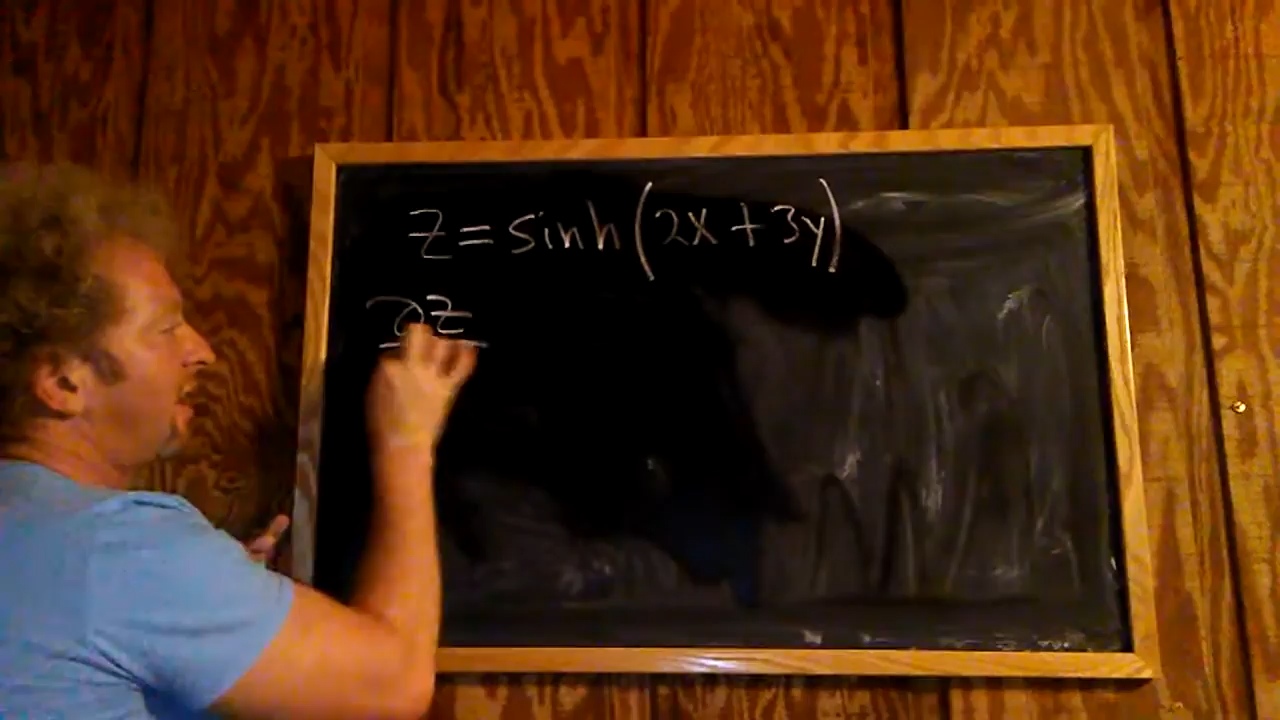 z = sinh(2x + 3y)
∂z